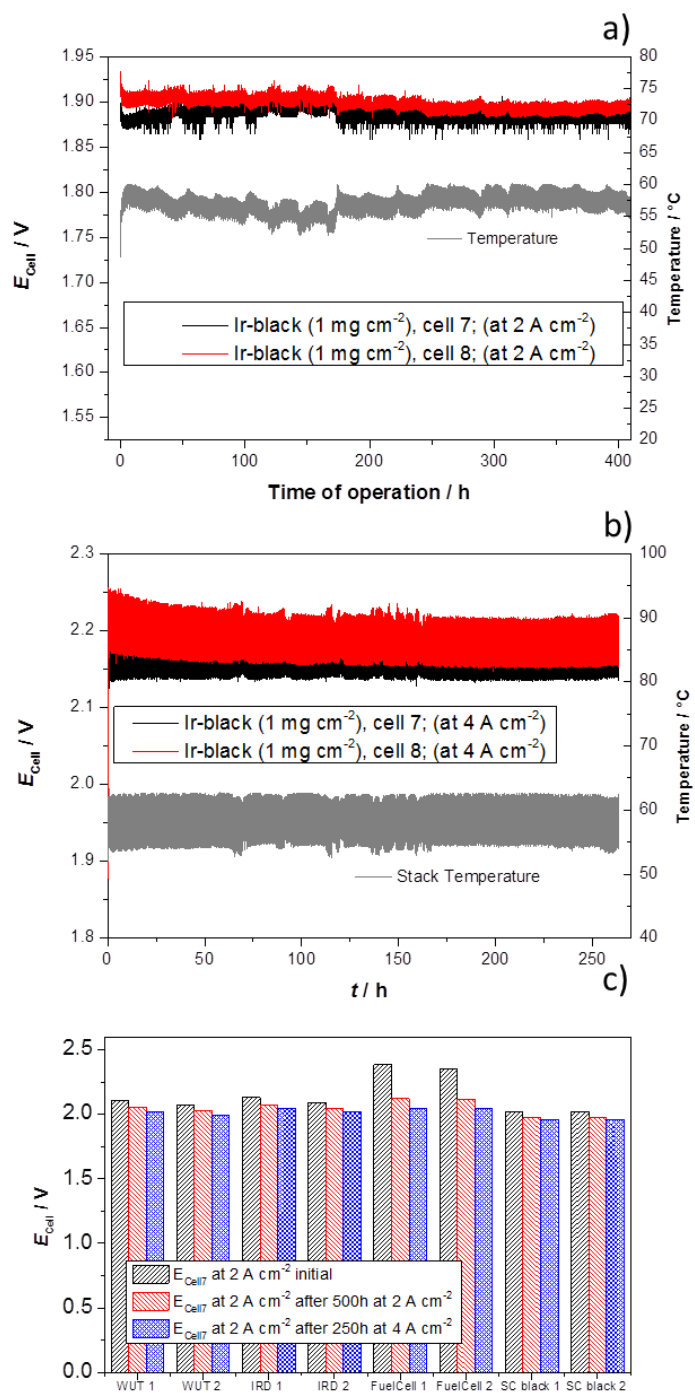 a)
1.95
1.90
1.85
1.80
1.75
1.70
1.65
1.60
1.55
E_Cell / V
80
75
70
65
60
55
50
45
40
35
30
25
20
Temperature / °C
Temperature
Ir-black (1 mg cm⁻²), cell 7; (at 2 A cm⁻²)
Ir-black (1 mg cm⁻²), cell 8; (at 2 A cm⁻²)
0 100 200 300 400
Time of operation / h
b)
2.3
2.2
2.1
2.0
1.9
1.8
E_Cell / V
100
90
80
70
60
50
40
Temperature / °C
Ir-black (1 mg cm⁻²), cell 7; (at 4 A cm⁻²)
Ir-black (1 mg cm⁻²), cell 8; (at 4 A cm⁻²)
Stack Temperature
0 50 100 150 200 250
t / h
c)
2.5
2.0
1.5
1.0
0.5
0.0
E_Cell / V
E_Cell7 at 2 A cm⁻² initial
E_Cell7 at 2 A cm⁻² after 500h at 2 A cm⁻²
E_Cell7 at 2 A cm⁻² after 250h at 4 A cm⁻²
WUT 1 WUT 2 IRD 1 IRD 2 FuelCell 1 FuelCell 2 SC black 1 SC black 2